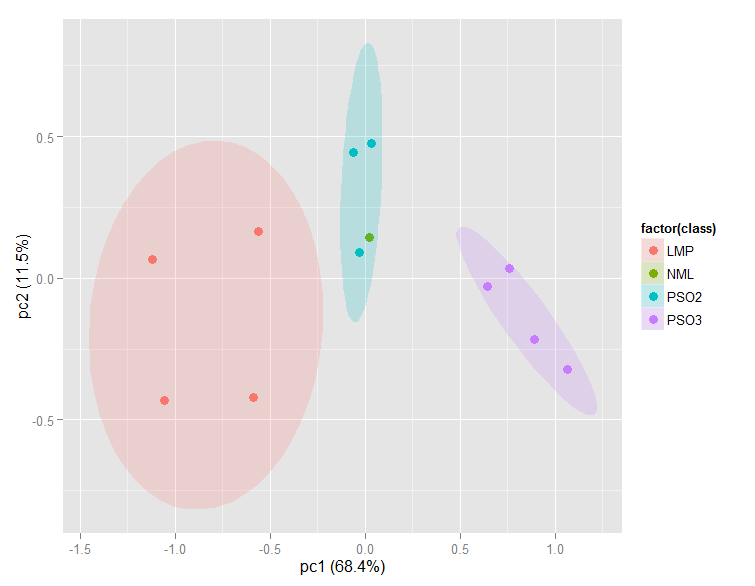 0.5
0.0
-0.5
pc2 (11.5%)
-1.5 -1.0 -0.5 0.0 0.5 1.0
pc1 (68.4%)
factor(class)
LMP
NML
PSO2
PSO3